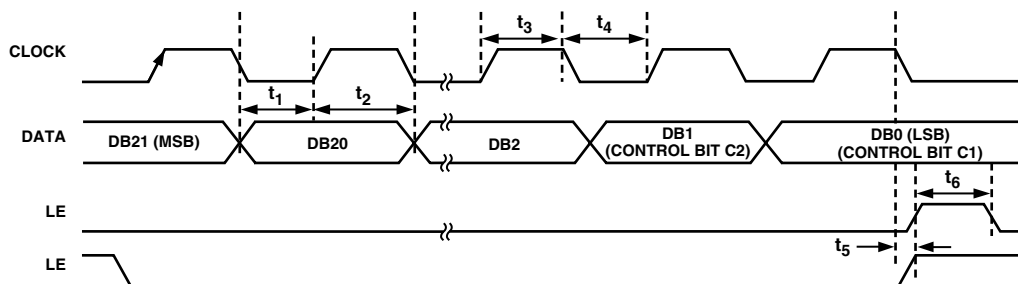 t3
t4
CLOCK
t1
t2
DATA
DB21 (MSB)
DB20
DB2
DB1
(CONTROL BIT C2)
DB0 (LSB)
(CONTROL BIT C1)
t6
LE
t5
LE